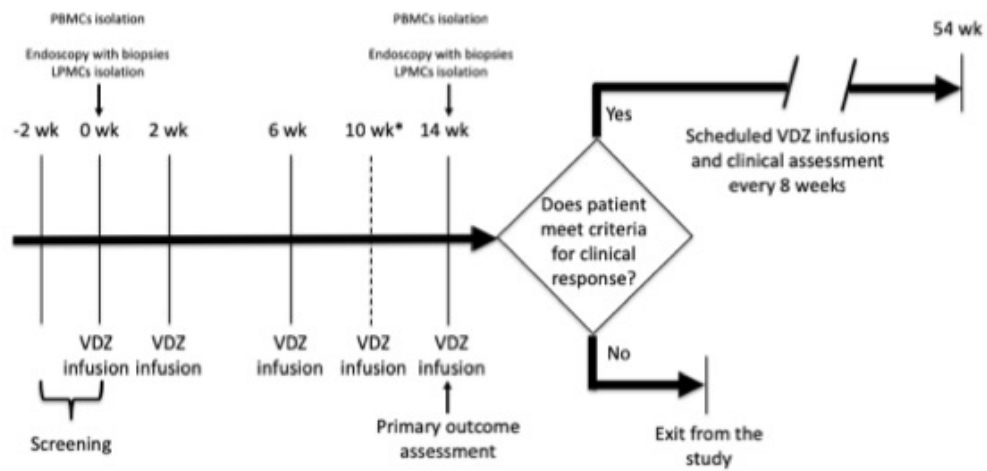 PBMCs isolation
Endoscopy with biopsies
LPMCs isolation
PBMCs isolation
Endoscopy with biopsies
LPMCs isolation
54 wk
-2 wk
0 wk
2 wk
6 wk
10 wk*
14 wk
Yes
Scheduled VDZ infusions
and clinical assessment
every 8 weeks
Does patient
meet criteria
for clinical
response?
VDZ
infusion
VDZ
infusion
VDZ
infusion
VDZ
infusion
VDZ
infusion
No
Screening
Primary outcome
assessment
Exit from the
study